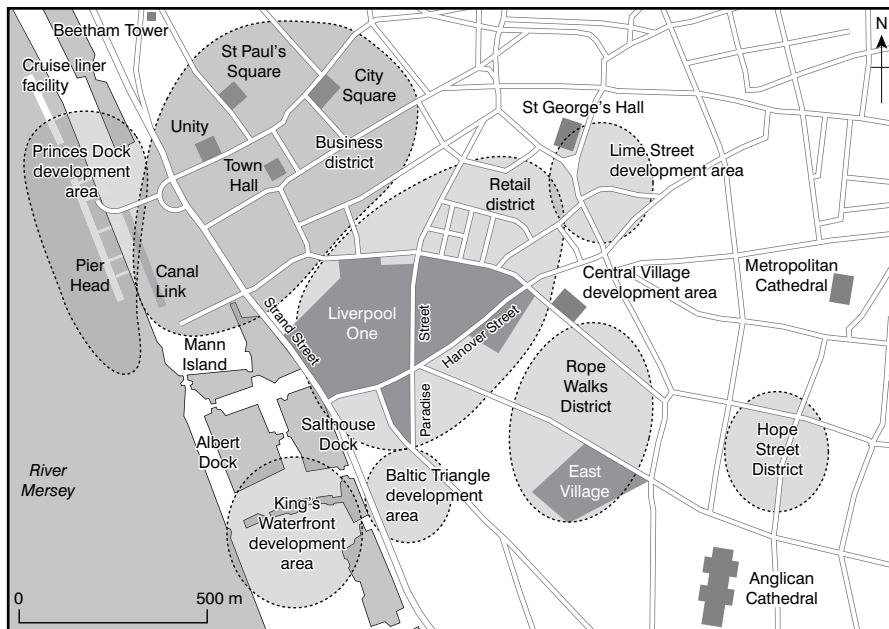 Beetham Tower
Cruise liner
facility
St Paul's
Square
City
Square
N
Unity
Town
Hall
Business
district
St George's Hall
Princes Dock
development
area
Lime Street
development area
Retail
district
Pier
Head
Canal
Link
Central Village
development area
Metropolitan
Cathedral
Liverpool
One
Street
Hanover Street
Strand Street
Mann
Island
Paradise
Rope
Walks
District
Hope
Street
District
Salthouse
Dock
Albert
Dock
River
Mersey
Baltic Triangle
development
area
East
Village
King's
Waterfront
development
area
Anglican
Cathedral
0 500 m